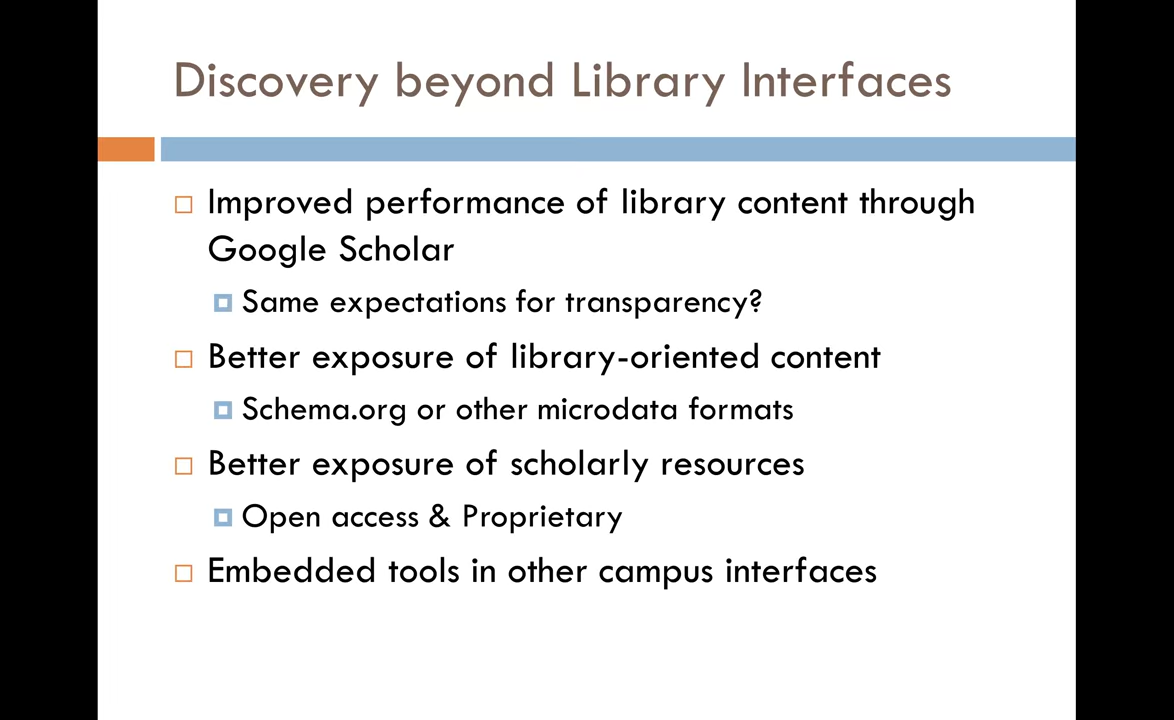 Discovery beyond Library Interfaces
Improved performance of library content through
Google Scholar
Same expectations for transparency?
Better exposure of library-oriented content
Schema.org or other microdata formats
Better exposure of scholarly resources
Open access & Proprietary
Embedded tools in other campus interfaces